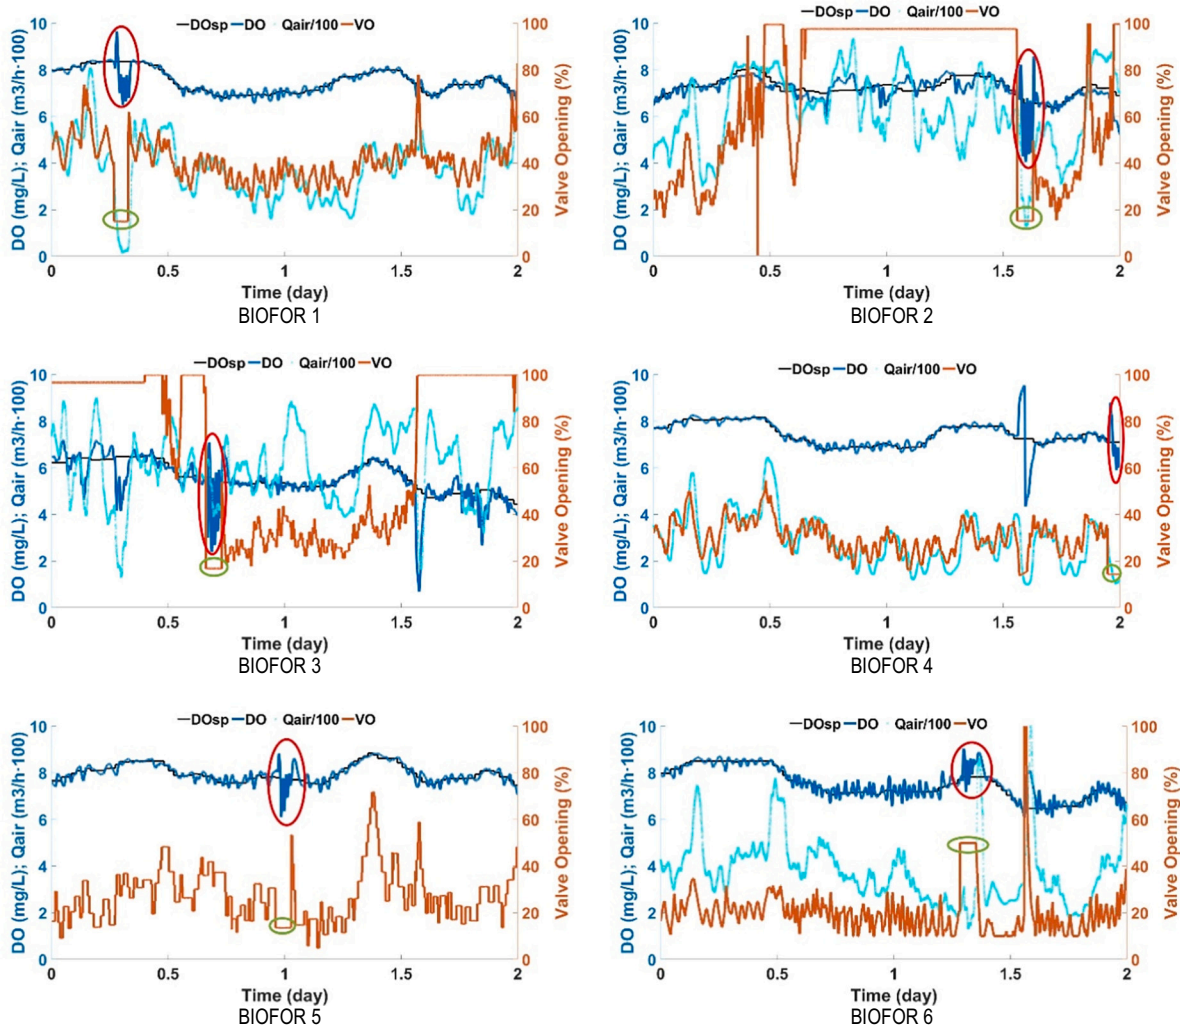 DOsp DO Qair/100 VO
DO (mg/L); Qair (m3/h·100)
10
8
6
4
2
0
100
80
60
40
20
0
Valve Opening (%)
0 0.5 1 1.5 2
Time (day)
BIOFOR 1
DOsp DO Qair/100 VO
DO (mg/L); Qair (m3/h·100)
10
8
6
4
2
0
100
80
60
40
20
0
Valve Opening (%)
0 0.5 1 1.5 2
Time (day)
BIOFOR 2
DOsp DO Qair/100 VO
DO (mg/L); Qair (m3/h·100)
10
8
6
4
2
0
100
80
60
40
20
0
Valve Opening (%)
0 0.5 1 1.5 2
Time (day)
BIOFOR 3
DOsp DO Qair/100 VO
DO (mg/L); Qair (m3/h·100)
10
8
6
4
2
0
100
80
60
40
20
0
Valve Opening (%)
0 0.5 1 1.5 2
Time (day)
BIOFOR 4
DOsp DO Qair/100 VO
DO (mg/L); Qair (m3/h·100)
10
8
6
4
2
0
100
80
60
40
20
0
Valve Opening (%)
0 0.5 1 1.5 2
Time (day)
BIOFOR 5
DOsp DO Qair/100 VO
DO (mg/L); Qair (m3/h·100)
10
8
6
4
2
0
100
80
60
40
20
0
Valve Opening (%)
0 0.5 1 1.5 2
Time (day)
BIOFOR 6